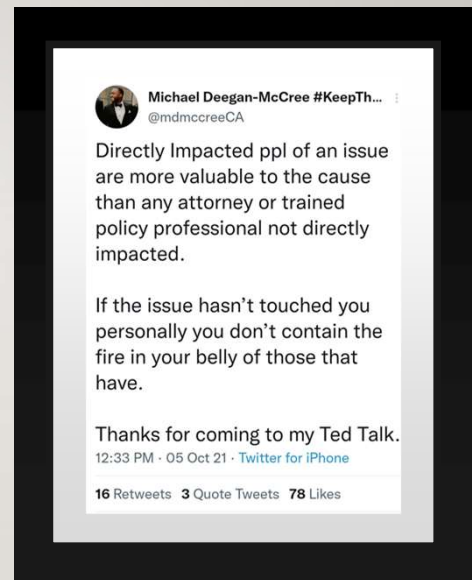 Michael Deegan-McCree #KeepTh...
@mdmccreeCA
Directly Impacted ppl of an issue
are more valuable to the cause
than any attorney or trained
policy professional not directly
impacted.
If the issue hasn’t touched you
personally you don’t contain the
fire in your belly of those that
have.
Thanks for coming to my Ted Talk.
12:33 PM · 05 Oct 21 · Twitter for iPhone
16 Retweets 3 Quote Tweets 78 Likes